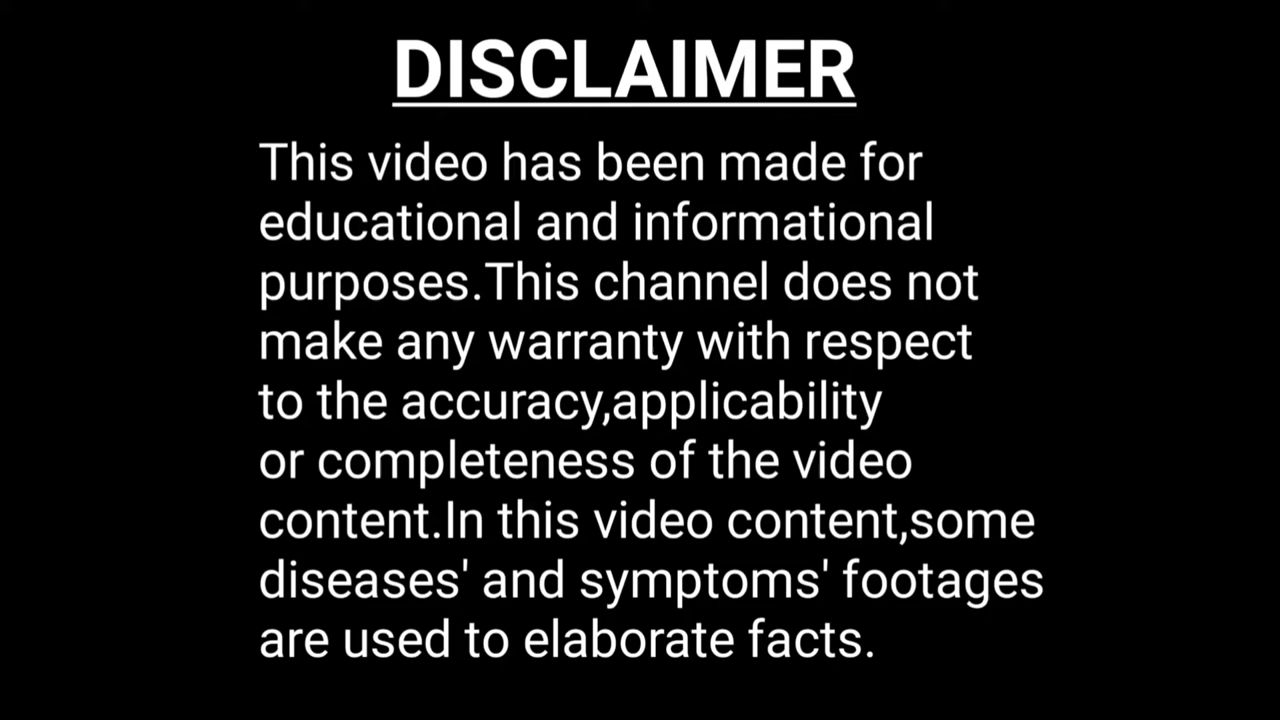 DISCLAIMER
This video has been made for
educational and informational
purposes.This channel does not
make any warranty with respect
to the accuracy,applicability
or completeness of the video
content.In this video content,some
diseases' and symptoms' footages
are used to elaborate facts.